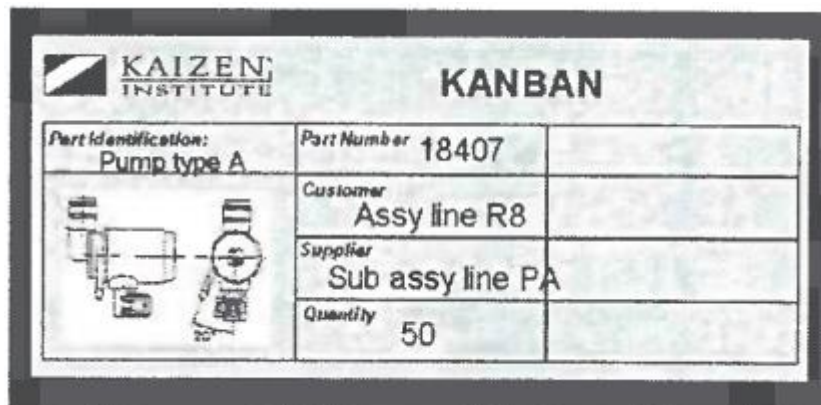 KAIZEN
INSTITUTE
KANBAN
Part Identification:
Pump type A
Part Number 18407
Customer
Assy line R8
Supplier
Sub assy line PA
Quantity
50